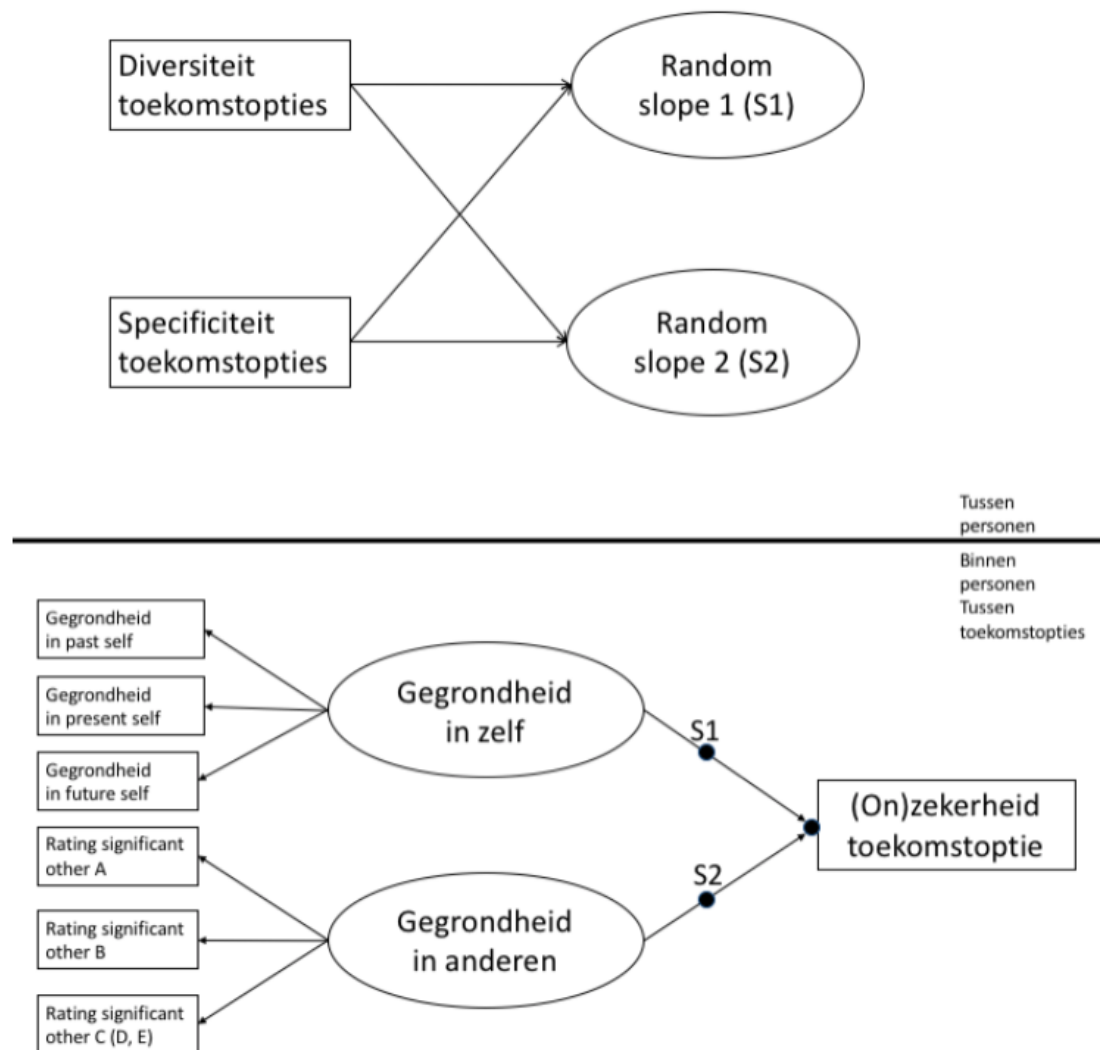 Diversiteit
toekomstopties
Random
slope 1 (S1)
Specificiteit
toekomstopties
Random
slope 2 (S2)
Tussen
personen
Binnen
personen
Tussen
toekomstopties
Gegrondheid
in past self
Gegrondheid
in present self
Gegrondheid
in future self
Rating significant
other A
Rating significant
other B
Rating significant
other C (D, E)
Gegrondheid
in zelf
Gegrondheid
in anderen
S1
S2
(On)zekerheid
toekomstoptie